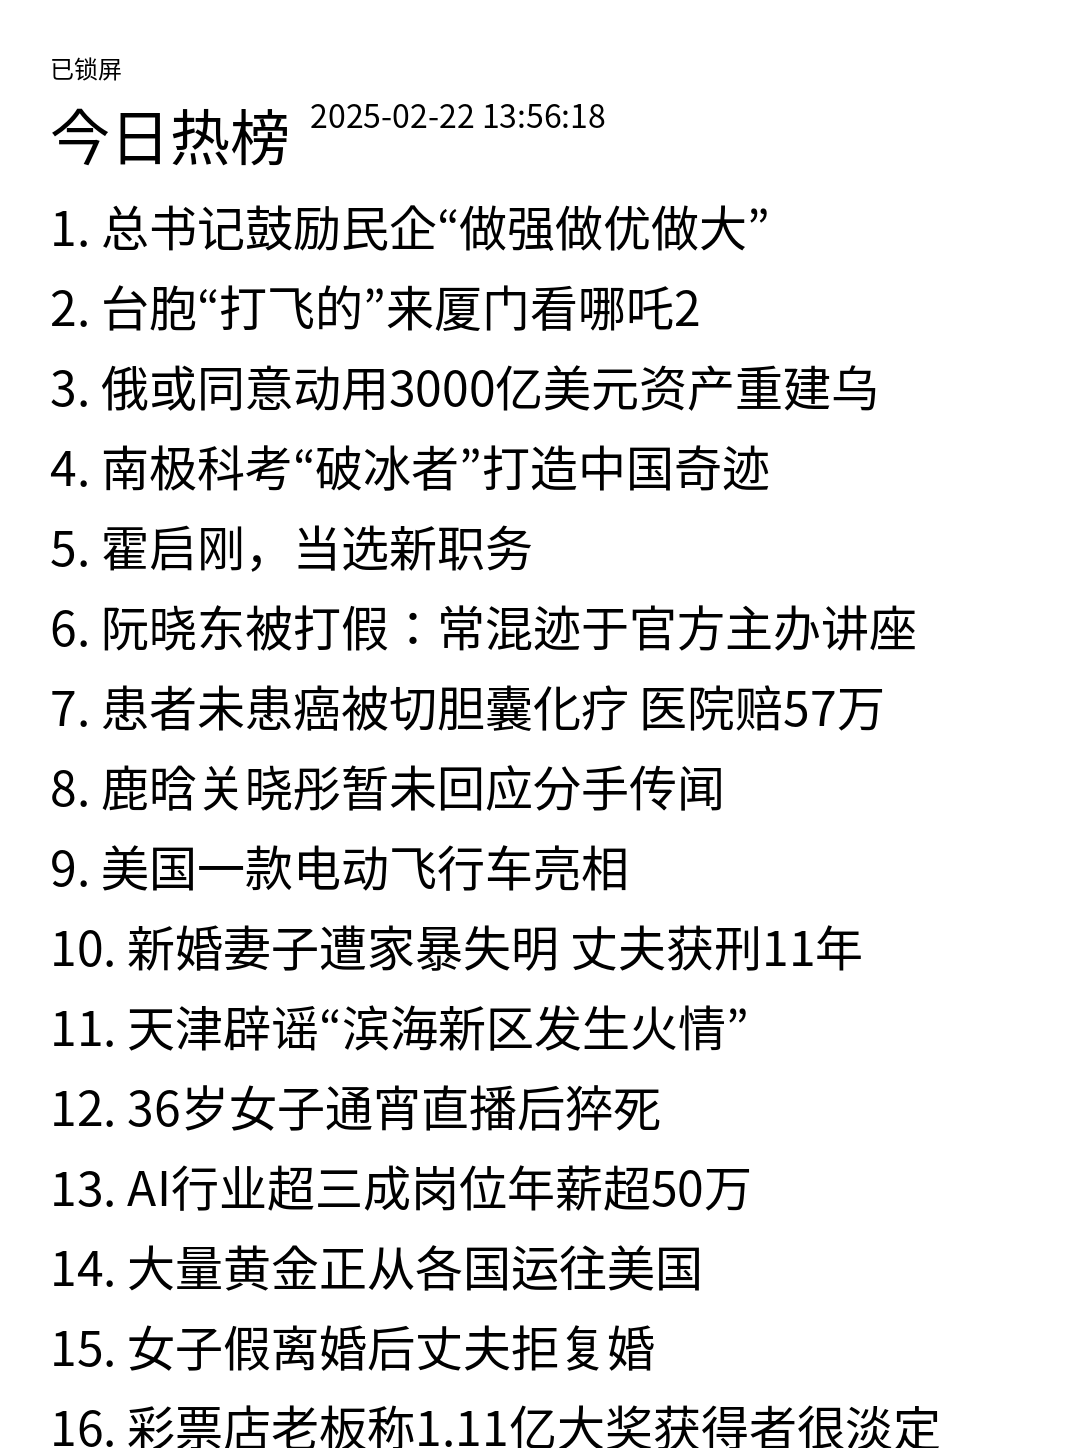 已锁屏
今日热榜 2025-02-22 13:56:18
1. 总书记鼓励民企“做强做优做大”
2. 台胞“打飞的”来厦门看哪吒2
3. 俄或同意动用3000亿美元资产重建乌
4. 南极科考“破冰者”打造中国奇迹
5. 霍启刚，当选新职务
6. 阮晓东被打假：常混迹于官方主办讲座
7. 患者未患癌被切胆囊化疗 医院赔57万
8. 鹿晗关晓彤暂未回应分手传闻
9. 美国一款电动飞行车亮相
10. 新婚妻子遭家暴失明 丈夫获刑11年
11. 天津辟谣“滨海新区发生火情”
12. 36岁女子通宵直播后猝死
13. AI行业超三成岗位年薪超50万
14. 大量黄金正从各国运往美国
15. 女子假离婚后丈夫拒复婚
16. 彩票店老板称1.11亿大奖获得者很淡定